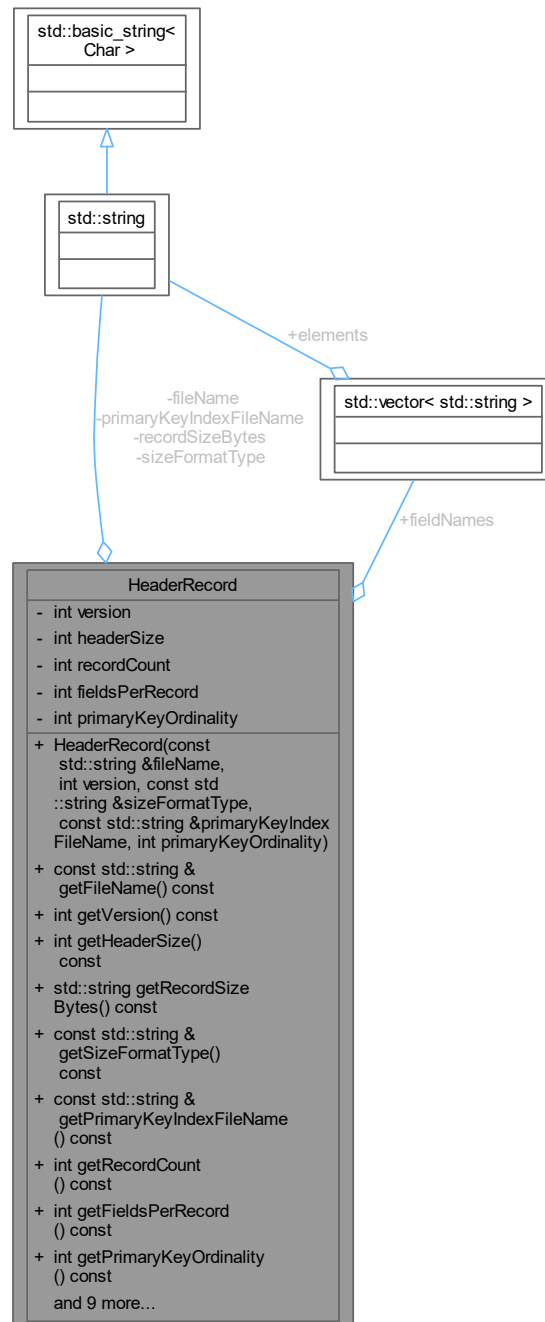 std::basic_string<
Char >
std::string
+elements
-fileName
-primaryKeyIndexFileName
-recordSizeBytes
-sizeFormatType
std::vector< std::string >
+fieldNames
HeaderRecord
- int version
- int headerSize
- int recordCount
- int fieldsPerRecord
- int primaryKeyOrdinality
+ HeaderRecord(const
std::string &fileName,
int version, const std
::string &sizeFormatType,
const std::string &primaryKeyIndex
FileName, int primaryKeyOrdinality)
+ const std::string &
getFileName() const
+ int getVersion() const
+ int getHeaderSize()
const
+ std::string getRecordSize
Bytes() const
+ const std::string &
getSizeFormatType()
const
+ const std::string &
getPrimaryKeyIndexFileName
() const
+ int getRecordCount
() const
+ int getFieldsPerRecord
() const
+ int getPrimaryKeyOrdinality
() const
and 9 more...